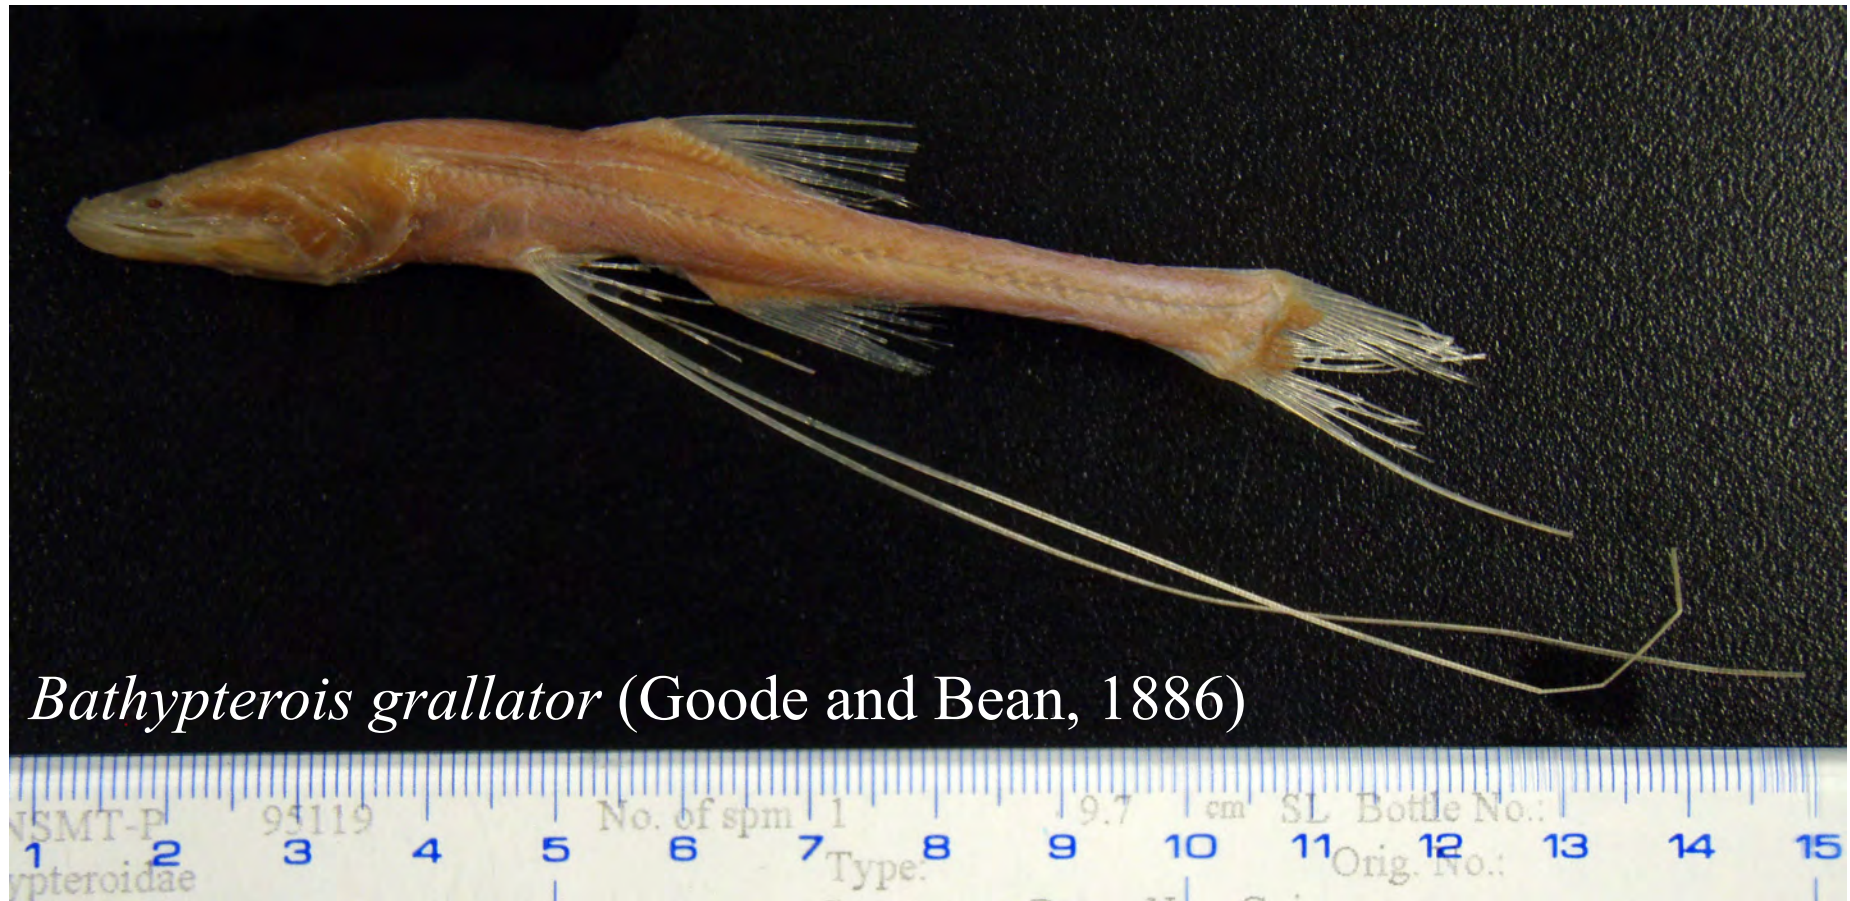 Bathypterois grallator (Goode and Bean, 1886)
NSMT-P 95119 No. of spm 1 9.7 cm SL Bottle No.:
1 2 3 4 5 6 7 8 9 10 11 12 13 14 15
Type: Orig. No.:
ypteroidae